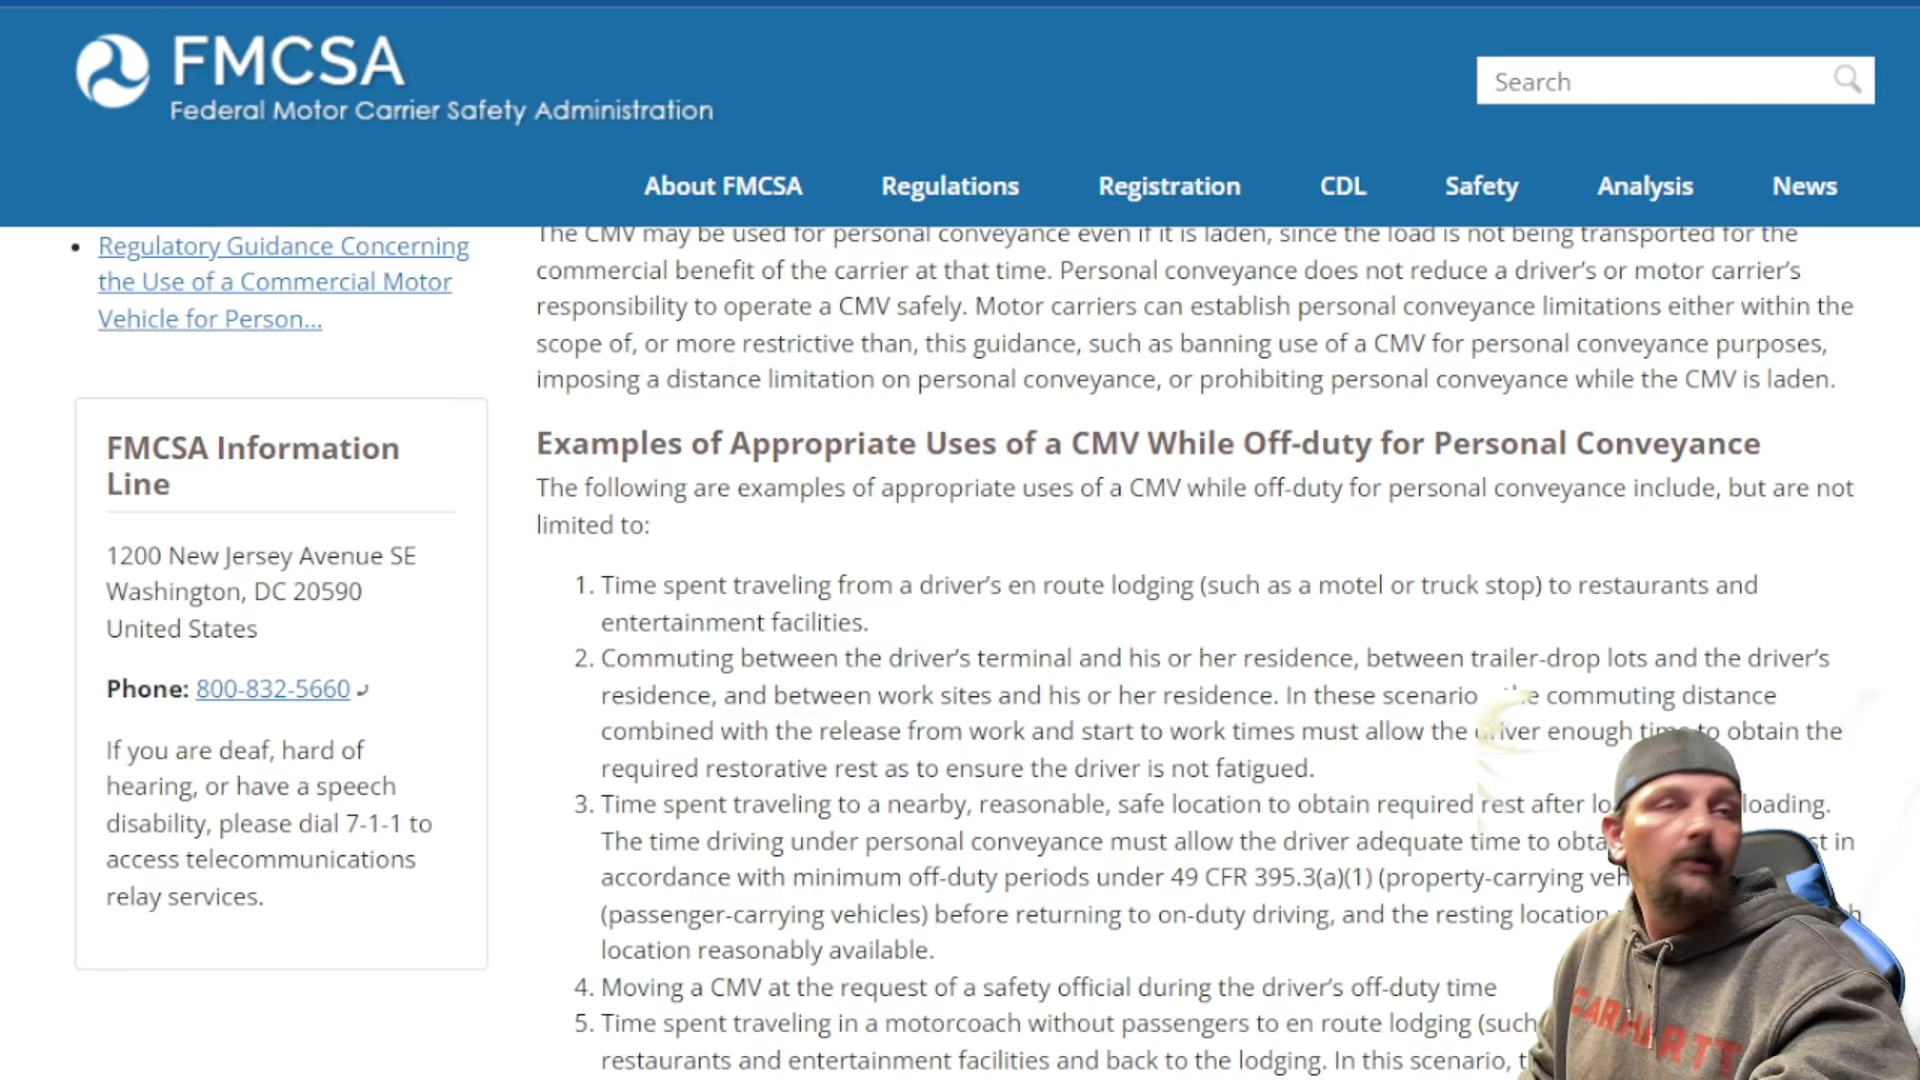 FMCSA
Federal Motor Carrier Safety Administration
Search
About FMCSA
Regulations
Registration
CDL
Safety
Analysis
News
Regulatory Guidance Concerning
the Use of a Commercial Motor
Vehicle for Person...
FMCSA Information
Line
1200 New Jersey Avenue SE
Washington, DC 20590
United States
Phone: 800-832-5660
If you are deaf, hard of
hearing, or have a speech
disability, please dial 7-1-1 to
access telecommunications
relay services.
The CMV may be used for personal conveyance even if it is laden, since the load is not being transported for the
commercial benefit of the carrier at that time. Personal conveyance does not reduce a driver's or motor carrier's
responsibility to operate a CMV safely. Motor carriers can establish personal conveyance limitations either within the
scope of, or more restrictive than, this guidance, such as banning use of a CMV for personal conveyance purposes,
imposing a distance limitation on personal conveyance, or prohibiting personal conveyance while the CMV is laden.
Examples of Appropriate Uses of a CMV While Off-duty for Personal Conveyance
The following are examples of appropriate uses of a CMV while off-duty for personal conveyance include, but are not
limited to:
1. Time spent traveling from a driver's en route lodging (such as a motel or truck stop) to restaurants and
entertainment facilities.
2. Commuting between the driver's terminal and his or her residence, between trailer-drop lots and the driver's
residence, and between work sites and his or her residence. In these commuting distance
combined with the release from work and start to work times must allow the driver enough time to obtain the
required restorative rest as to ensure the driver is not fatigued.
3. Time spent traveling to a nearby, reasonable, safe location to obtain required rest after loading.
The time driving under personal conveyance must allow the driver adequate time to in
accordance with minimum off-duty periods under 49 CFR 395.3(a)(1) (property-carrying
(passenger-carrying vehicles) before returning to on-duty driving, and the resting location
location reasonably available.
4. Moving a CMV at the request of a safety official during the driver's off-duty time
5. Time spent traveling in a motorcoach without passengers to en route lodging (such
restaurants and entertainment facilities and back to the lodging. In this scenario,
CARHARTT